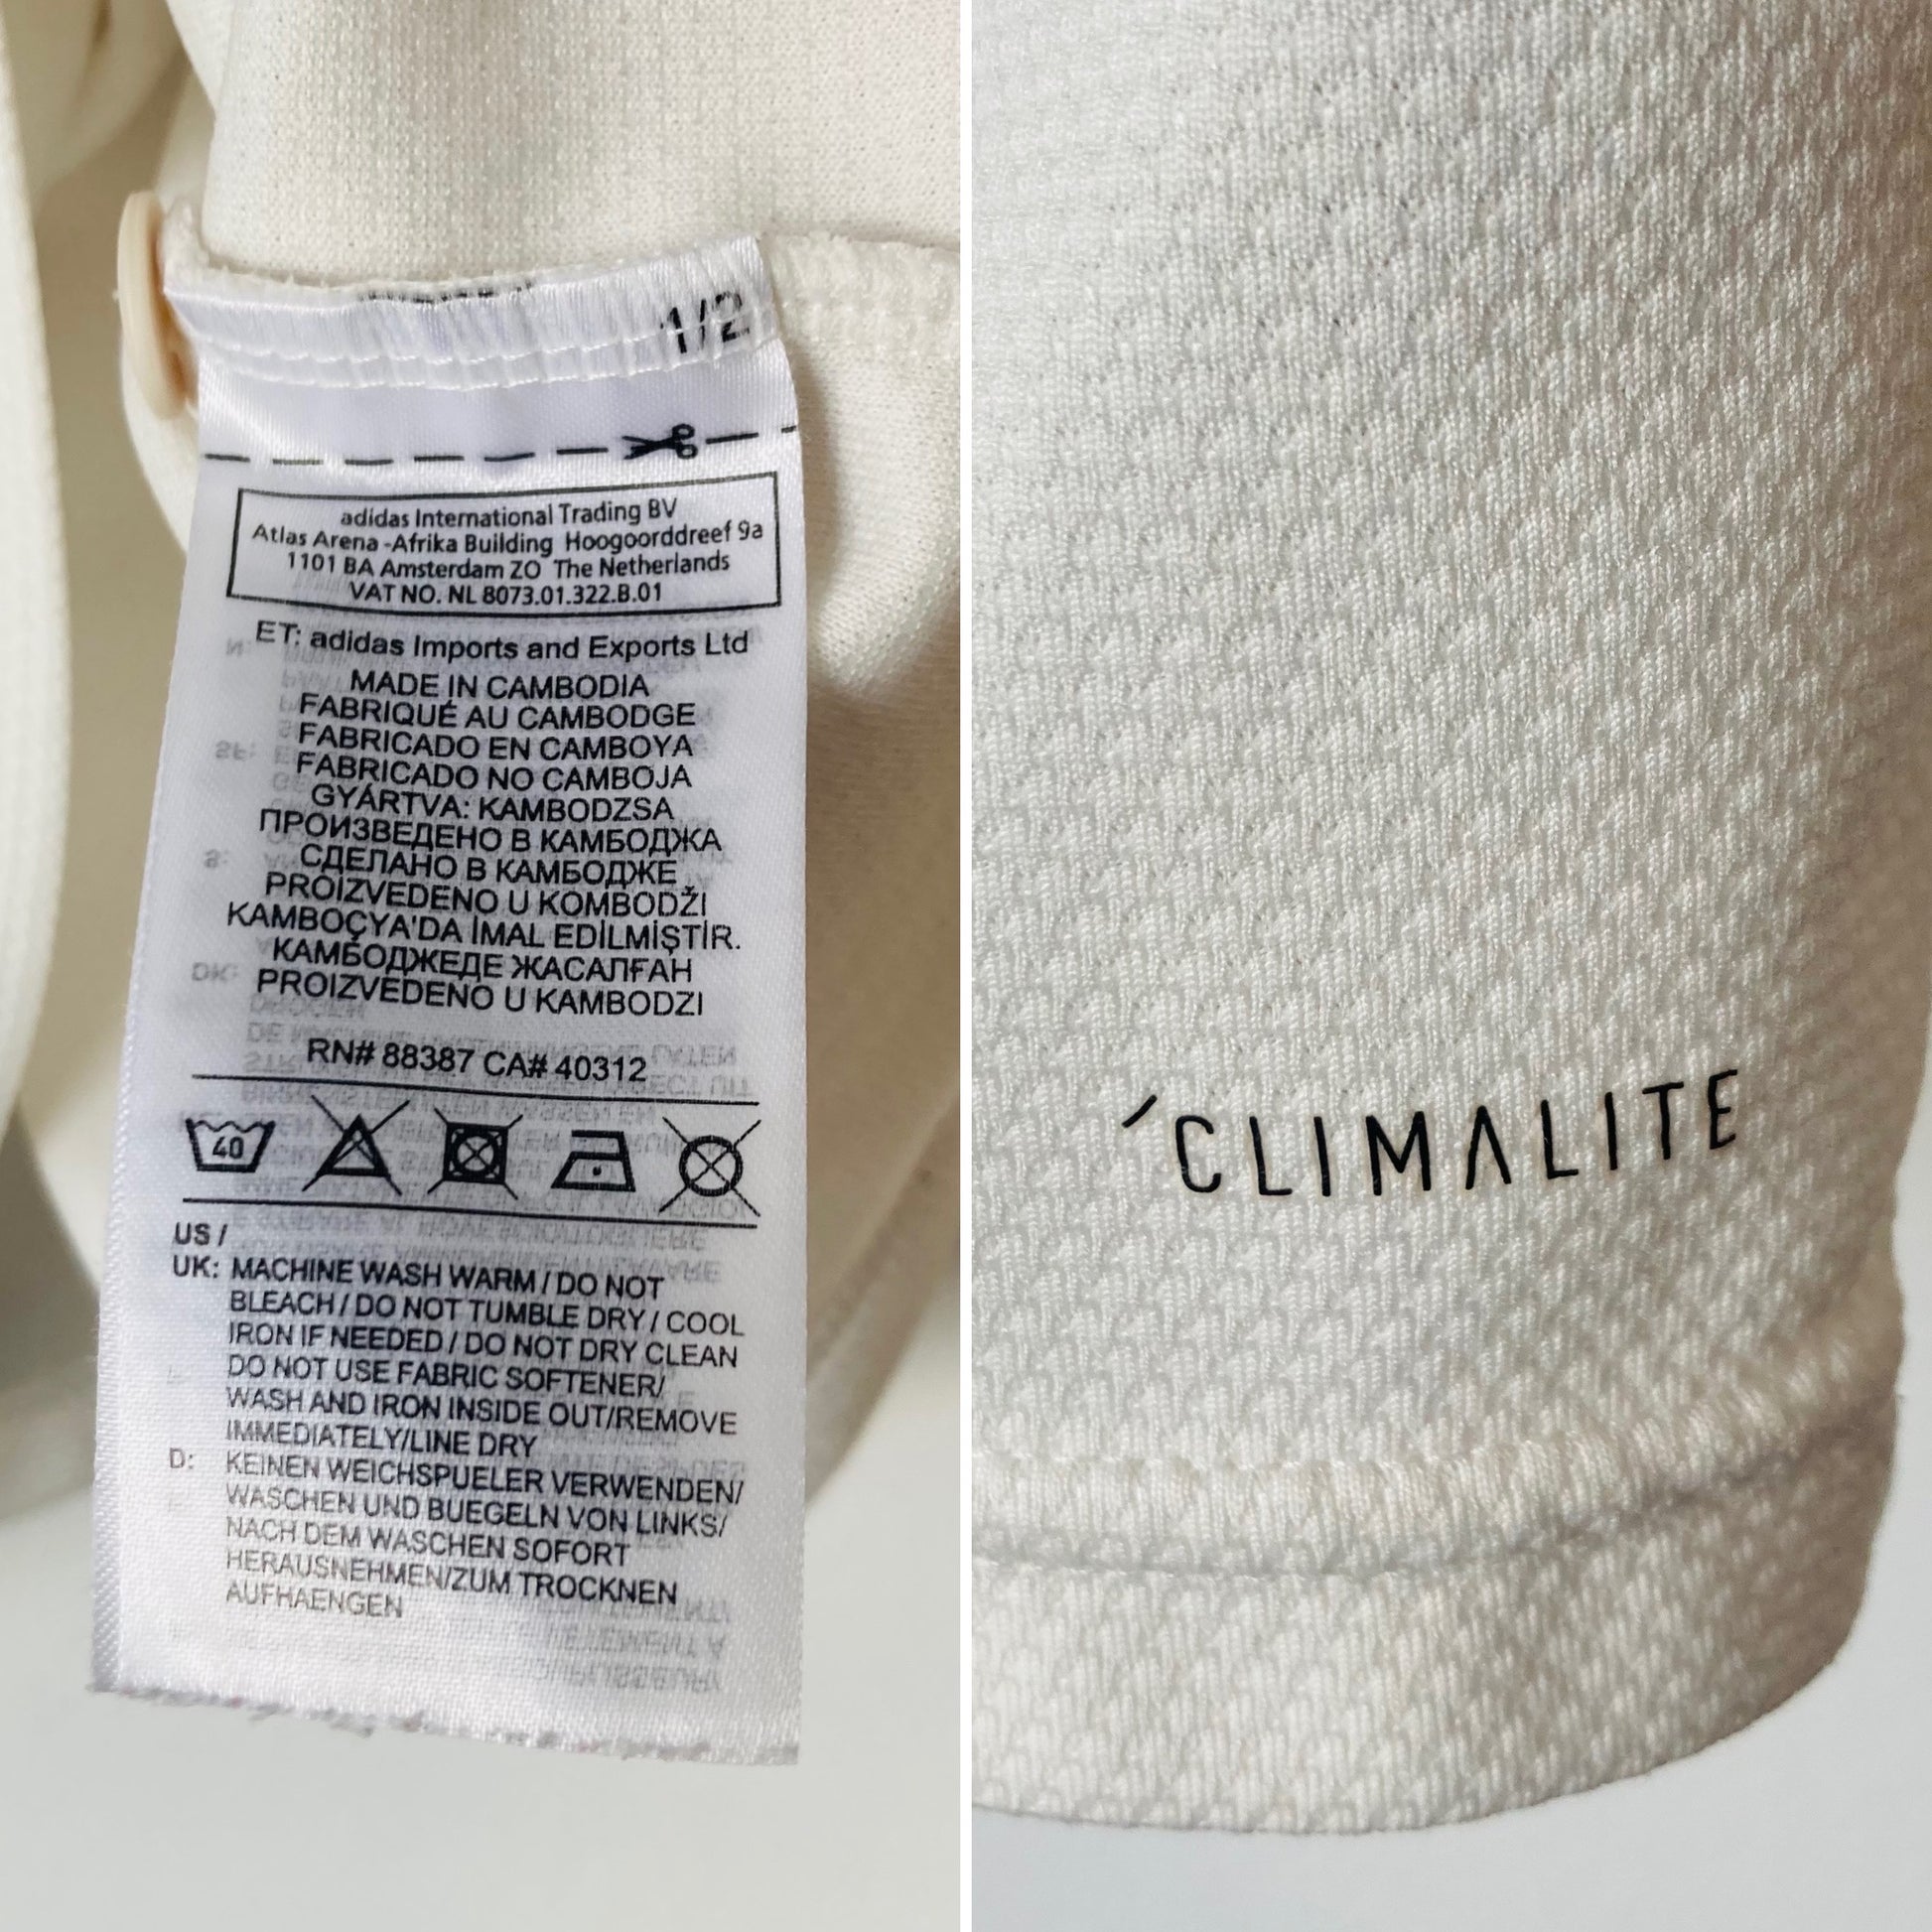 1/2
adidas International Trading BV
Atlas Arena -Afrika Building Hoogoorddreef 9a
1101 BA Amsterdam ZO The Netherlands
VAT NO. NL 8073.01.322.B.01
ET: adidas Imports and Exports Ltd
MADE IN CAMBODIA
FABRIQUÉ AU CAMBODGE
FABRICADO EN CAMBOYA
FABRICADO NO CAMBOJA
GYÁRTVA: KAMBODZSA
ПРОИЗВЕДЕНО В КАМБОДЖА
СДЕЛАНО В КАМБОДЖЕ
PROIZVEDENO U KOMBODŽI
KAMBOÇYA'DA İMAL EDİLMİŞTİR.
КАМБОДЖЕДЕ ЖАСАЛҒАН
PROIZVEDENO U KAMBODZI
RN# 88387 CA# 40312
40
US /
UK: MACHINE WASH WARM / DO NOT
BLEACH / DO NOT TUMBLE DRY / COOL
IRON IF NEEDED / DO NOT DRY CLEAN
DO NOT USE FABRIC SOFTENER/
WASH AND IRON INSIDE OUT/REMOVE
IMMEDIATELY/LINE DRY
D: KEINEN WEICHSPUELER VERWENDEN/
WASCHEN UND BUEGELN VON LINKS/
NACH DEM WASCHEN SOFORT
HERAUSNEHMEN/ZUM TROCKNEN
AUFHAENGEN
´CLIMALITE